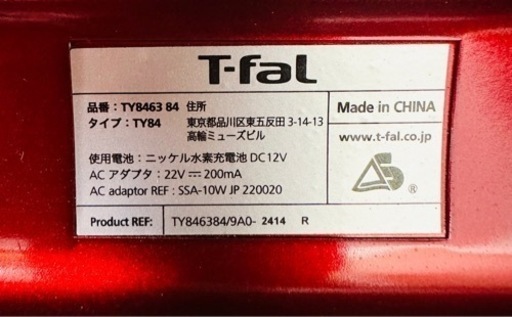 T-fal
品番：TY8463 84 住所
タイプ：TY84 東京都品川区東五反田 3-14-13
高輪ミューズビル
Made in CHINA
www.t-fal.co.jp
使用電池：ニッケル水素充電池 DC12V
AC アダプタ：22V ⎓ 200mA
AC adaptor REF : SSA-10W JP 220020
®
Product REF: TY846384/9A0- 2414 R